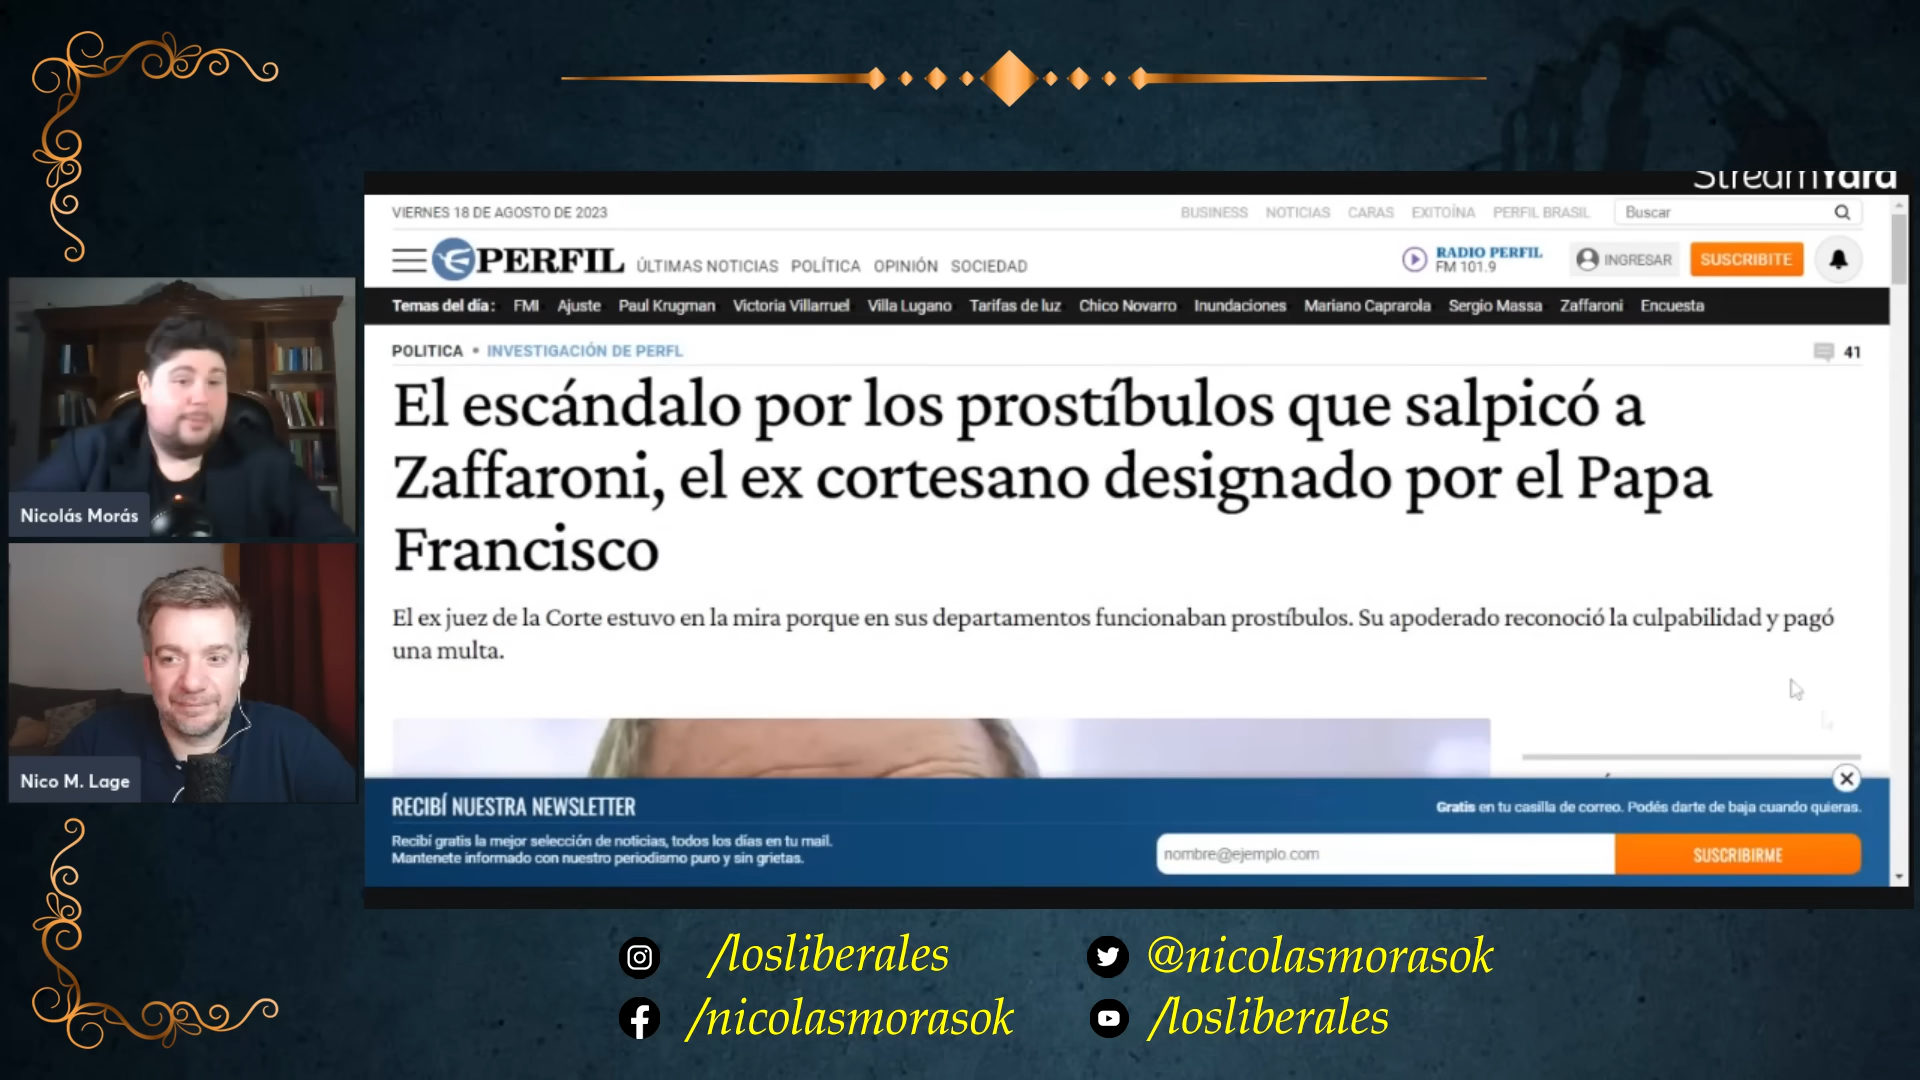 StreamYard
VIERNES 18 DE AGOSTO DE 2023
BUSINESS NOTICIAS CARAS EXITOÍNA PERFIL BRASIL
Buscar
PERFIL
ÚLTIMAS NOTICIAS POLÍTICA OPINIÓN SOCIEDAD
RADIO PERFIL
FM 101.9
INGRESAR
SUSCRIBITE
Temas del día: FMI Ajuste Paul Krugman Victoria Villarruel Villa Lugano Tarifas de luz Chico Novarro Inundaciones Mariano Caprarola Sergio Massa Zaffaroni Encuesta
POLITICA • INVESTIGACIÓN DE PERFL
41
El escándalo por los prostíbulos que salpicó a
Zaffaroni, el ex cortesano designado por el Papa
Francisco
El ex juez de la Corte estuvo en la mira porque en sus departamentos funcionaban prostíbulos. Su apoderado reconoció la culpabilidad y pagó
una multa.
Nicolás Morás
Nico M. Lage
RECIBÍ NUESTRA NEWSLETTER
Gratis en tu casilla de correo. Podés darte de baja cuando quieras.
Recibí gratis la mejor selección de noticias, todos los días en tu mail.
Mantenete informado con nuestro periodismo puro y sin grietas.
nombre@ejemplo.com
SUSCRIBIRME
/losliberales
@nicolasmorasok
/nicolasmorasok
/losliberales